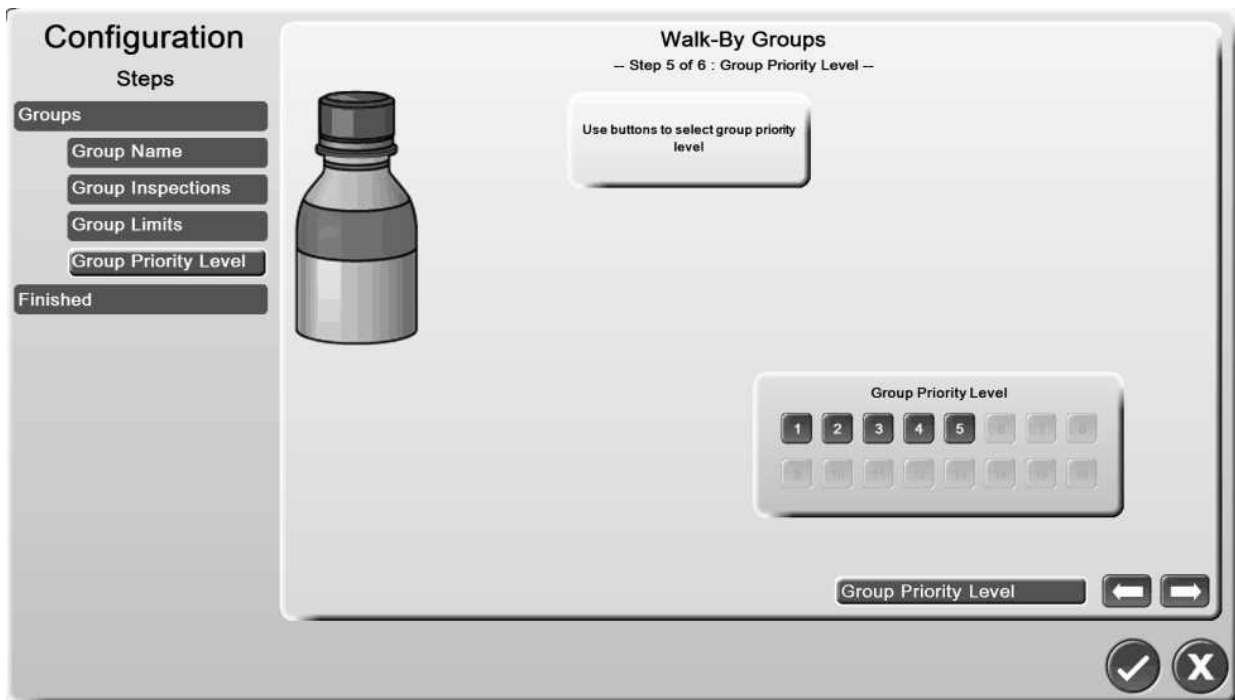 Configuration
Steps
Groups
Group Name
Group Inspections
Group Limits
Group Priority Level
Finished
Walk-By Groups
-- Step 5 of 6 : Group Priority Level --
Use buttons to select group priority
level
Group Priority Level
1 2 3 4 5
Group Priority Level